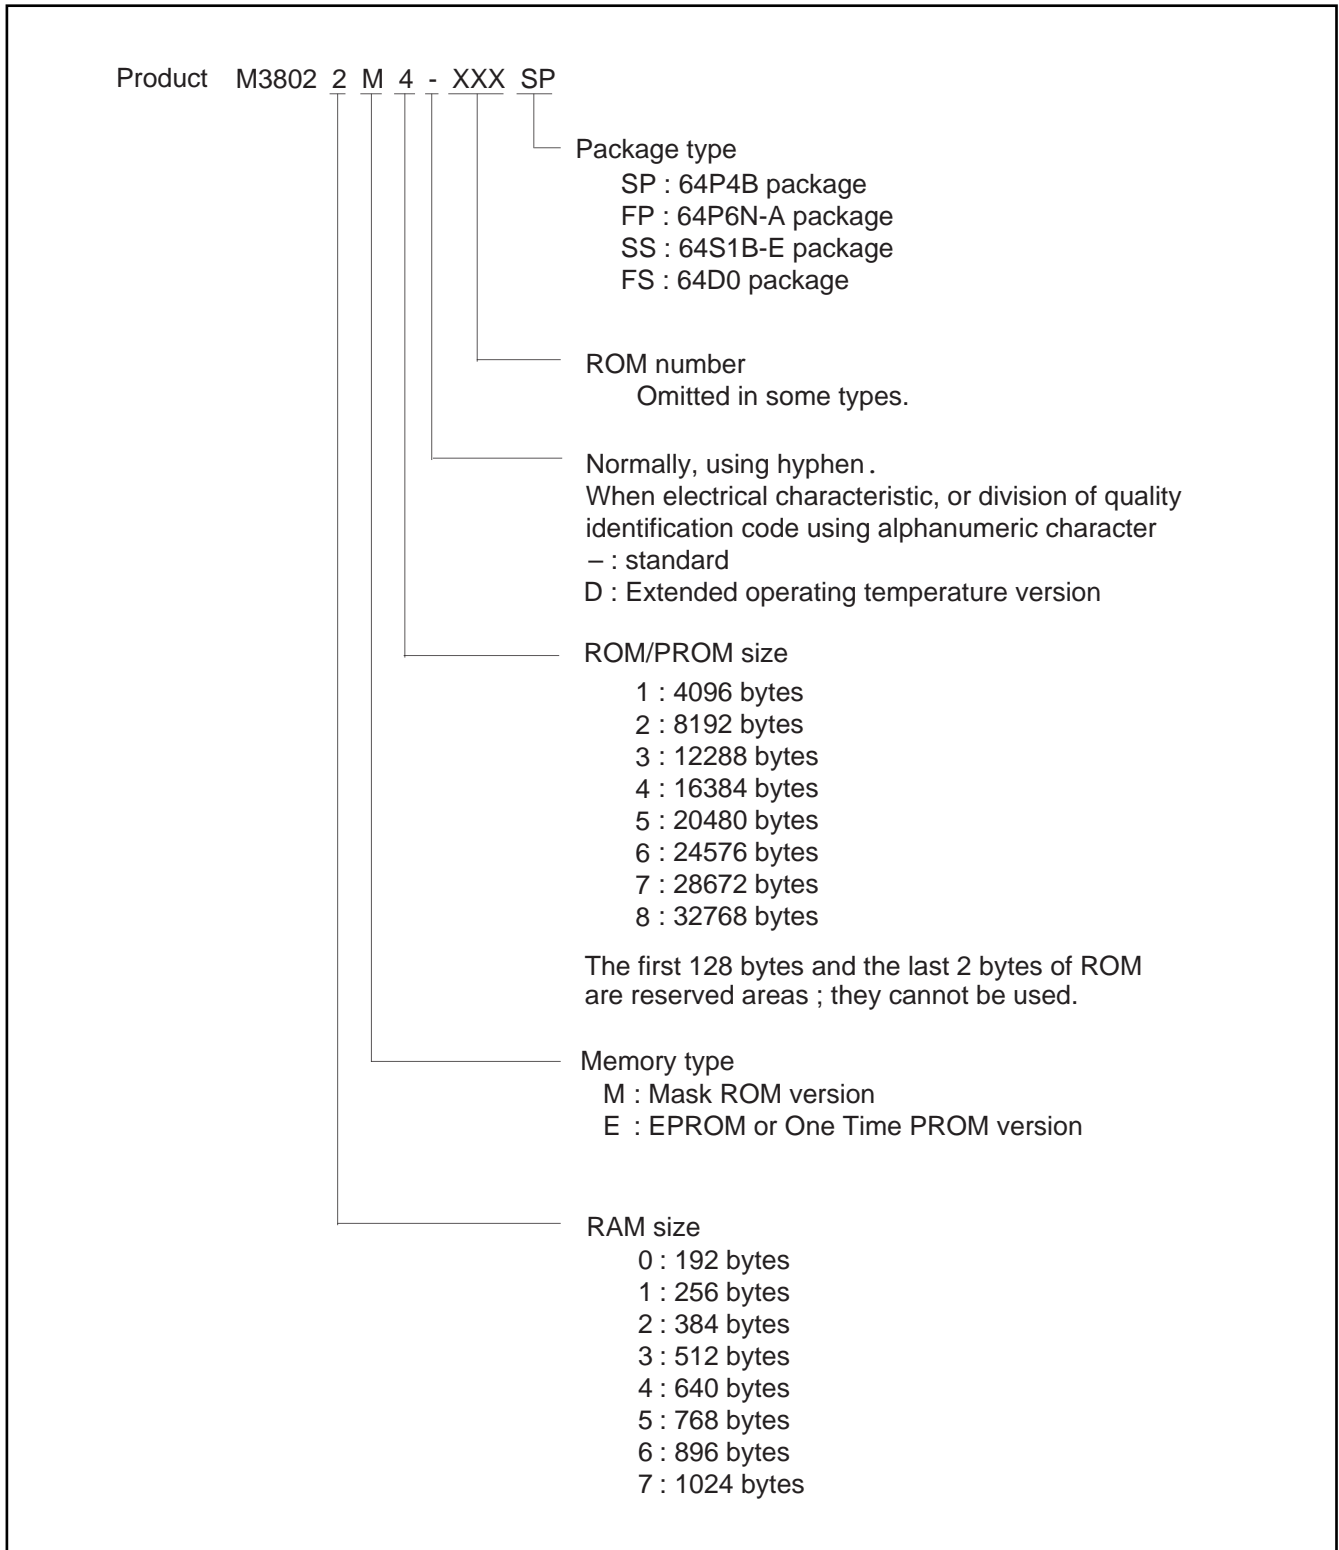 Product M3802 2 M 4 - XXX SP
Package type
SP : 64P4B package
FP : 64P6N-A package
SS : 64S1B-E package
FS : 64D0 package
ROM number
Omitted in some types.
Normally, using hyphen.
When electrical characteristic, or division of quality
identification code using alphanumeric character
– : standard
D : Extended operating temperature version
ROM/PROM size
1 : 4096 bytes
2 : 8192 bytes
3 : 12288 bytes
4 : 16384 bytes
5 : 20480 bytes
6 : 24576 bytes
7 : 28672 bytes
8 : 32768 bytes
The first 128 bytes and the last 2 bytes of ROM
are reserved areas ; they cannot be used.
Memory type
M : Mask ROM version
E : EPROM or One Time PROM version
RAM size
0 : 192 bytes
1 : 256 bytes
2 : 384 bytes
3 : 512 bytes
4 : 640 bytes
5 : 768 bytes
6 : 896 bytes
7 : 1024 bytes